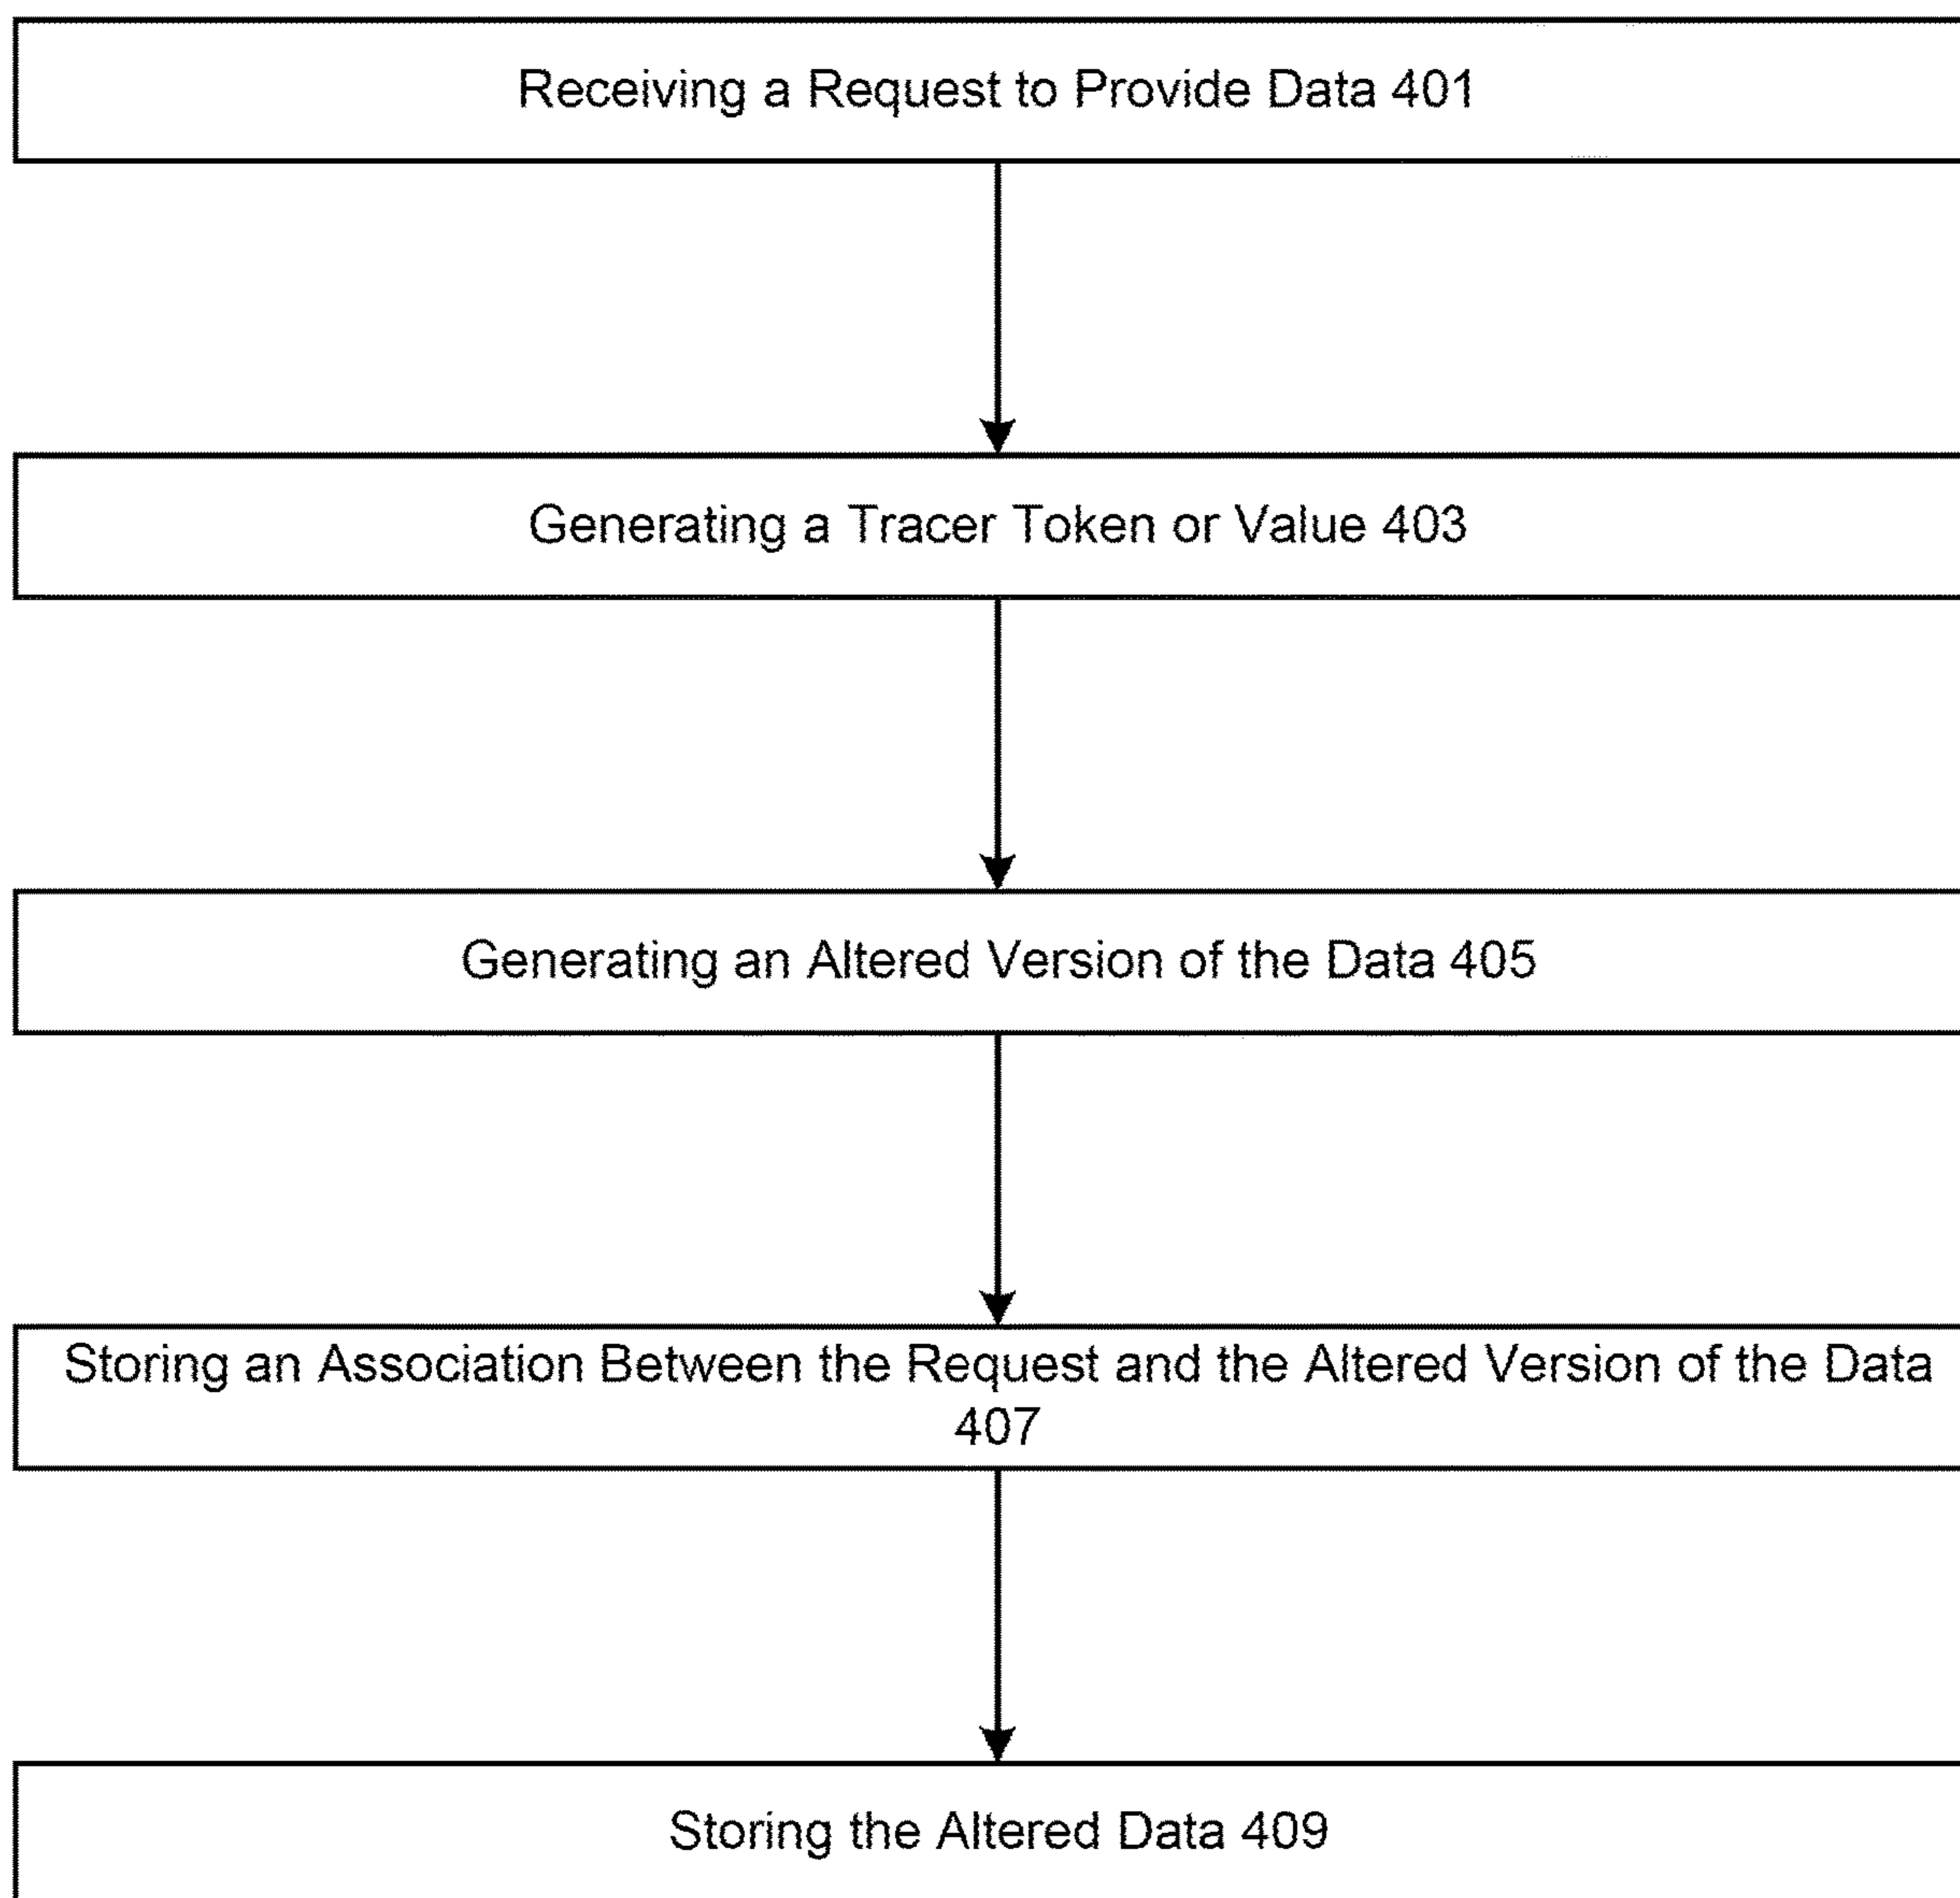 Receiving a Request to Provide Data 401
Generating a Tracer Token or Value 403
Generating an Altered Version of the Data 405
Storing an Association Between the Request and the Altered Version of the Data
407
Storing the Altered Data 409